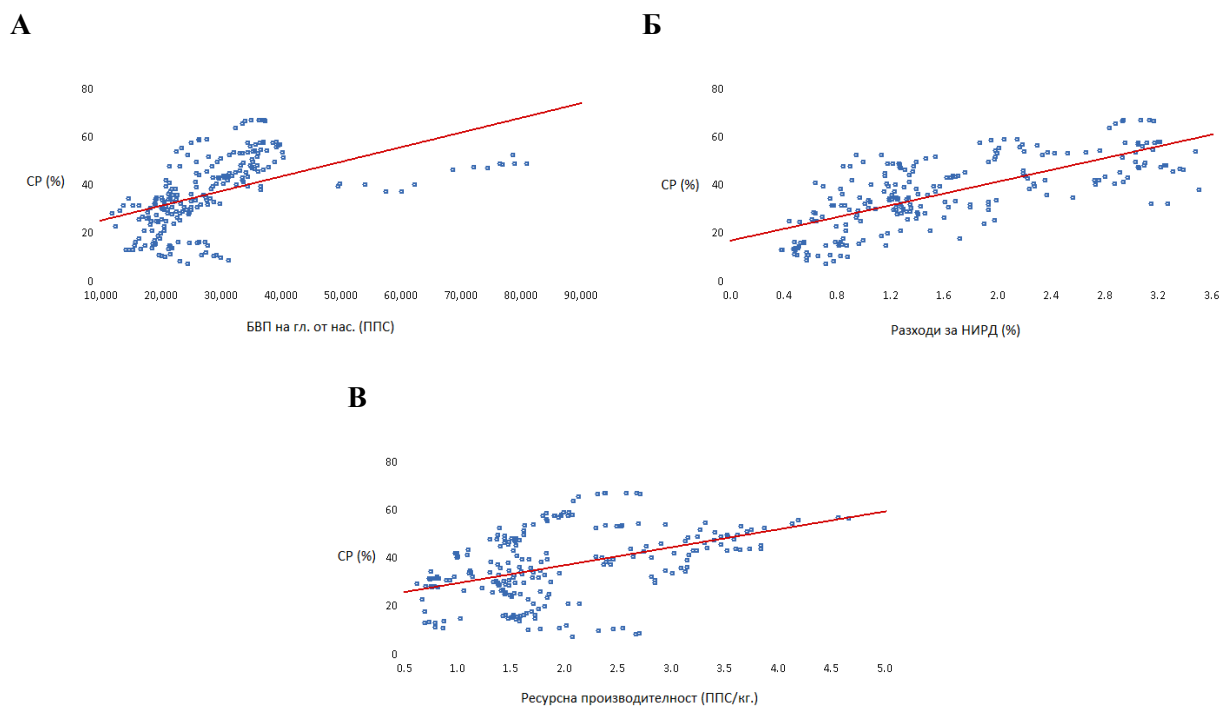 А
80
60
СР (%)
40
20
0
10,000 20,000 30,000 40,000 50,000 60,000 70,000 80,000 90,000
БВП на гл. от нас. (ППС)
Б
80
60
СР (%)
40
20
0
0.0 0.4 0.8 1.2 1.6 2.0 2.4 2.8 3.2 3.6
Разходи за НИРД (%)
В
80
60
СР (%)
40
20
0
0.5 1.0 1.5 2.0 2.5 3.0 3.5 4.0 4.5 5.0
Ресурсна производителност (ППС/кг.)